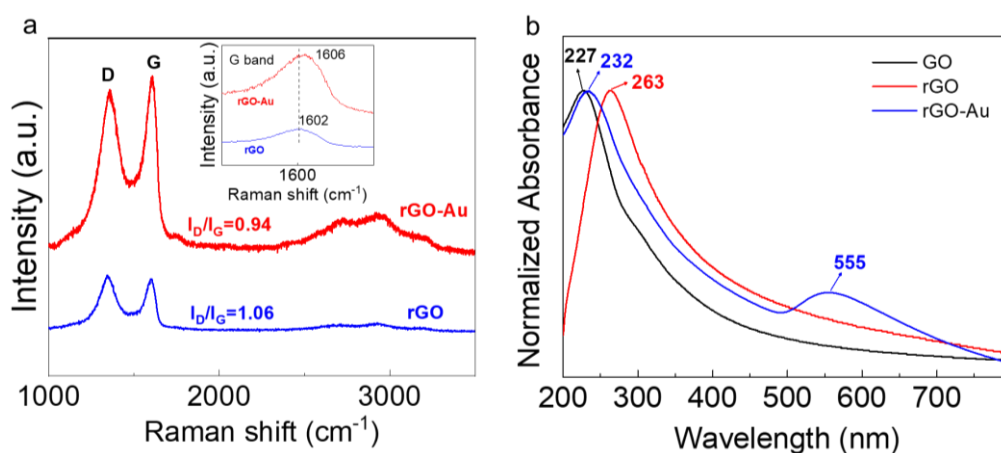 a
Intensity (a.u.)
D
G
G band
1606
rGO-Au
1602
rGO
Intensity (a.u.)
1600
Raman shift (cm⁻¹)
I_D/I_G=0.94
rGO-Au
I_D/I_G=1.06
rGO
1000
2000
3000
Raman shift (cm⁻¹)
b
Normalized Absorbance
227
232
263
555
GO
rGO
rGO-Au
200
300
400
500
600
700
Wavelength (nm)